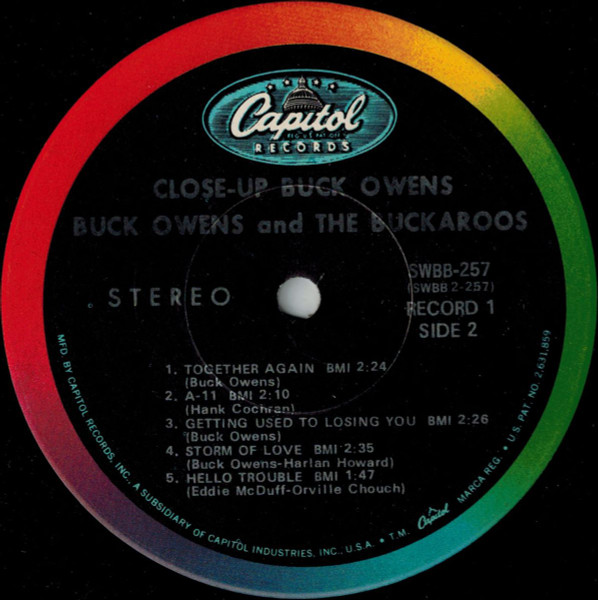 Capitol
RECORDS
CLOSE-UP BUCK OWENS
BUCK OWENS and THE BUCKAROOS
STEREO
SWBB-257
(SWBB 2-257)
RECORD 1
SIDE 2
1. TOGETHER AGAIN BMI 2:24
(Buck Owens)
2. A-11 BMI 2:10
(Hank Cochran)
3. GETTING USED TO LOSING YOU BMI 2:26
(Buck Owens)
4. STORM OF LOVE BMI 2:35
(Buck Owens-Harlan Howard)
5. HELLO TROUBLE BMI 1:47
(Eddie McDuff-Orville Chouch)
MFD. BY CAPITOL RECORDS, INC. A SUBSIDIARY OF CAPITOL INDUSTRIES, INC., U.S.A. • T.M. Capitol MARCA REG. • U.S. PAT. NO. 2,631,859